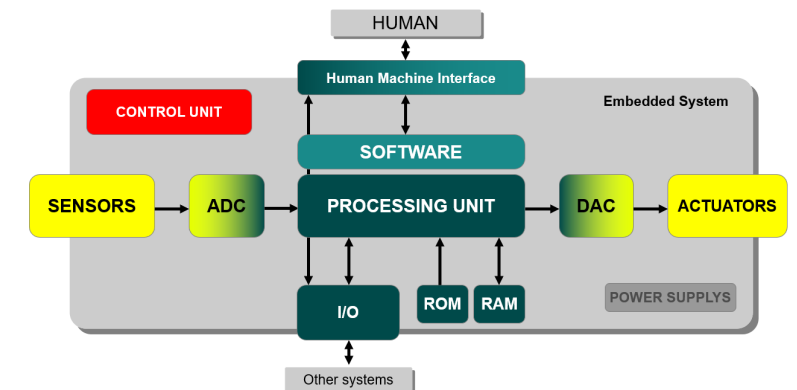 HUMAN
Human Machine Interface
CONTROL UNIT
Embedded System
SOFTWARE
SENSORS
ADC
PROCESSING UNIT
DAC
ACTUATORS
I/O
ROM
RAM
POWER SUPPLYS
Other systems